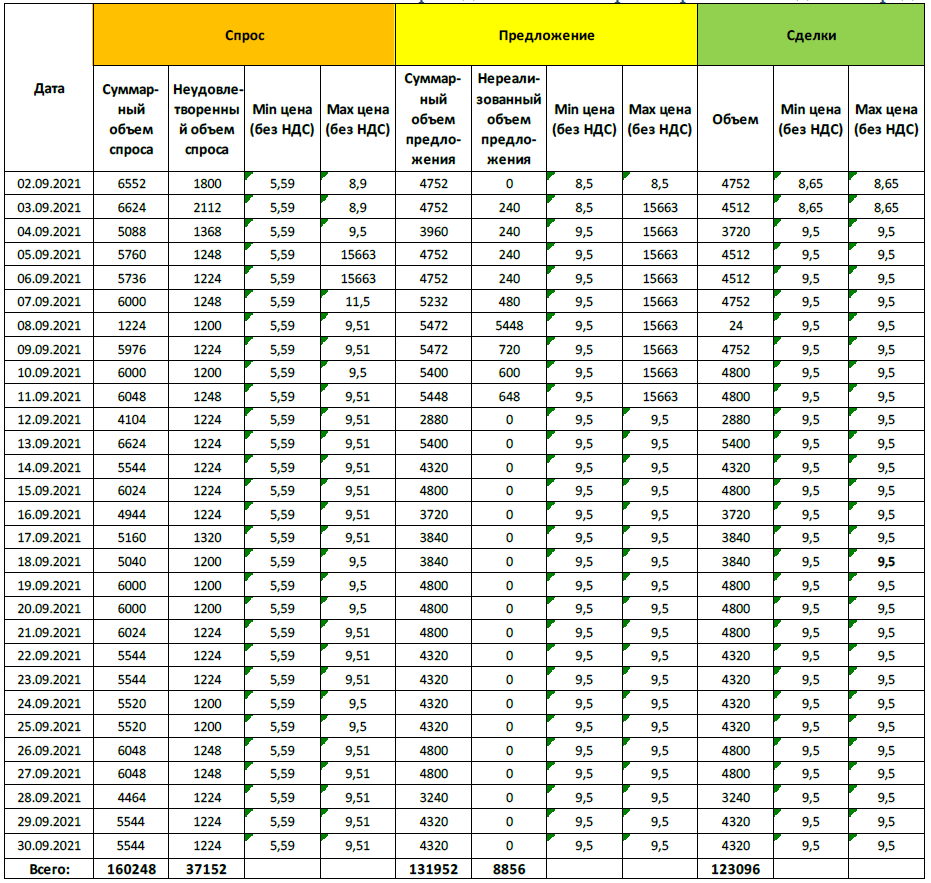 Спрос Предложение Сделки
Дата
Суммар-
ный
объем
спроса
Неудовле-
творенны
й объем
спроса
Min цена
(без НДС)
Max цена
(без НДС)
Суммар-
ный
объем
предло-
жения
Нереали-
зованный
объем
предло-
жения
Min цена
(без НДС)
Max цена
(без НДС)
Объем
Min цена
(без НДС)
Max цена
(без НДС)
02.09.2021 6552 1800 5,59 8,9 4752 0 8,5 8,5 4752 8,65 8,65
03.09.2021 6624 2112 5,59 8,9 4752 240 8,5 15663 4512 8,65 8,65
04.09.2021 5088 1368 5,59 9,5 3960 240 9,5 15663 3720 9,5 9,5
05.09.2021 5760 1248 5,59 15663 4752 240 9,5 15663 4512 9,5 9,5
06.09.2021 5736 1224 5,59 15663 4752 240 9,5 15663 4512 9,5 9,5
07.09.2021 6000 1248 5,59 11,5 5232 480 9,5 15663 4752 9,5 9,5
08.09.2021 1224 1200 5,59 9,51 5472 5448 9,5 15663 24 9,5 9,5
09.09.2021 5976 1224 5,59 9,51 5472 720 9,5 15663 4752 9,5 9,5
10.09.2021 6000 1200 5,59 9,5 5400 600 9,5 15663 4800 9,5 9,5
11.09.2021 6048 1248 5,59 9,51 5448 648 9,5 15663 4800 9,5 9,5
12.09.2021 4104 1224 5,59 9,51 2880 0 9,5 9,5 2880 9,5 9,5
13.09.2021 6624 1224 5,59 9,51 5400 0 9,5 9,5 5400 9,5 9,5
14.09.2021 5544 1224 5,59 9,51 4320 0 9,5 9,5 4320 9,5 9,5
15.09.2021 6024 1224 5,59 9,51 4800 0 9,5 9,5 4800 9,5 9,5
16.09.2021 4944 1224 5,59 9,51 3720 0 9,5 9,5 3720 9,5 9,5
17.09.2021 5160 1320 5,59 9,51 3840 0 9,5 9,5 3840 9,5 9,5
18.09.2021 5040 1200 5,59 9,5 3840 0 9,5 9,5 3840 9,5 9,5
19.09.2021 6000 1200 5,59 9,5 4800 0 9,5 9,5 4800 9,5 9,5
20.09.2021 6000 1200 5,59 9,5 4800 0 9,5 9,5 4800 9,5 9,5
21.09.2021 6024 1224 5,59 9,51 4800 0 9,5 9,5 4800 9,5 9,5
22.09.2021 5544 1224 5,59 9,51 4320 0 9,5 9,5 4320 9,5 9,5
23.09.2021 5544 1224 5,59 9,51 4320 0 9,5 9,5 4320 9,5 9,5
24.09.2021 5520 1200 5,59 9,5 4320 0 9,5 9,5 4320 9,5 9,5
25.09.2021 5520 1200 5,59 9,5 4320 0 9,5 9,5 4320 9,5 9,5
26.09.2021 6048 1248 5,59 9,51 4800 0 9,5 9,5 4800 9,5 9,5
27.09.2021 6048 1248 5,59 9,51 4800 0 9,5 9,5 4800 9,5 9,5
28.09.2021 4464 1224 5,59 9,51 3240 0 9,5 9,5 3240 9,5 9,5
29.09.2021 5544 1224 5,59 9,51 4320 0 9,5 9,5 4320 9,5 9,5
30.09.2021 5544 1224 5,59 9,51 4320 0 9,5 9,5 4320 9,5 9,5
Всего: 160248 37152 131952 8856 123096